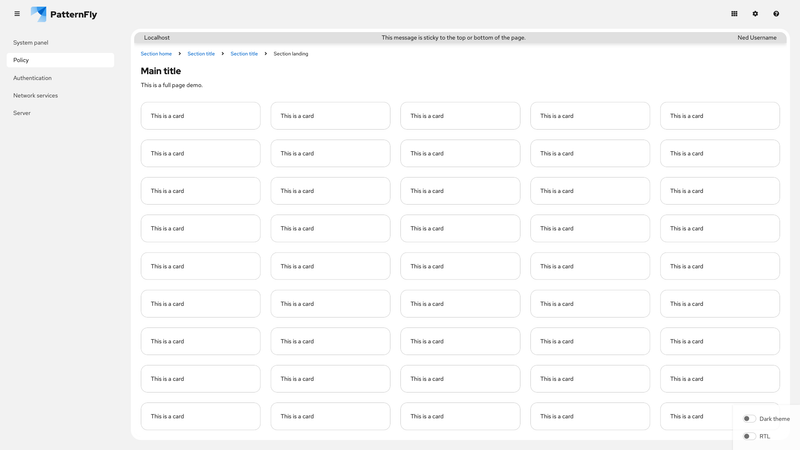 PatternFly
System panel
Policy
Authentication
Network services
Server
Localhost This message is sticky to the top or bottom of the page. Ned Username
Section home Section title Section title Section landing
Main title
This is a full page demo.
This is a card This is a card This is a card This is a card This is a card
This is a card This is a card This is a card This is a card This is a card
This is a card This is a card This is a card This is a card This is a card
This is a card This is a card This is a card This is a card This is a card
This is a card This is a card This is a card This is a card This is a card
This is a card This is a card This is a card This is a card This is a card
This is a card This is a card This is a card This is a card This is a card
This is a card This is a card This is a card This is a card This is a card
This is a card This is a card This is a card This is a card This is a card
Dark theme
RTL